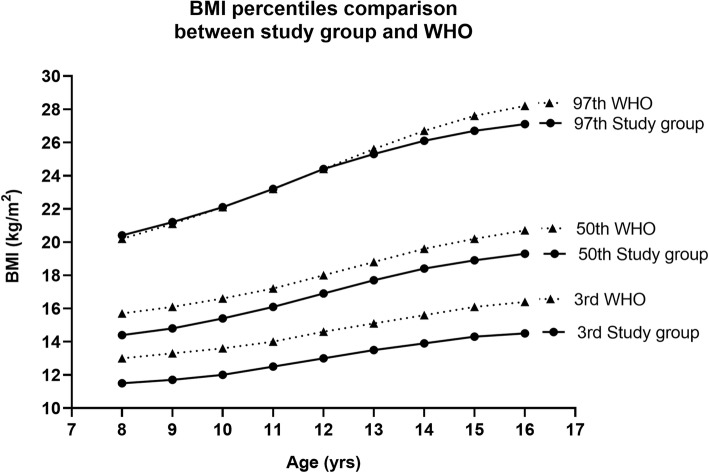 BMI percentiles comparison
between study group and WHO
BMI (kg/m²)
30
28
26
24
22
20
18
16
14
12
10
97th WHO
97th Study group
50th WHO
50th Study group
3rd WHO
3rd Study group
7 8 9 10 11 12 13 14 15 16 17
Age (yrs)